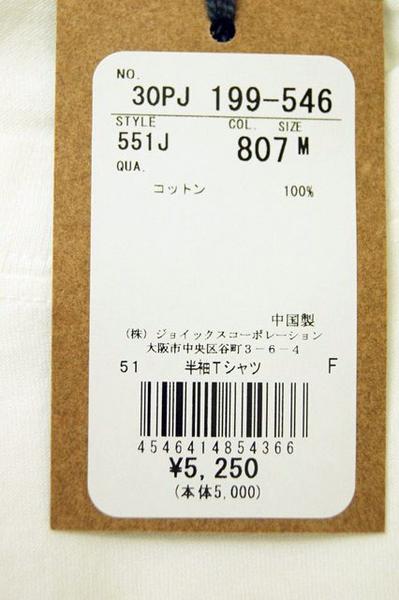 NO.
30PJ 199-546
STYLE COL. SIZE
551J 807 M
QUA.
コットン 100%
中国製
(株) ジョイックスコーポレーション
大阪市中央区谷町3-6-4
51 半袖Tシャツ F
4546414854366
¥5,250
(本体5,000)